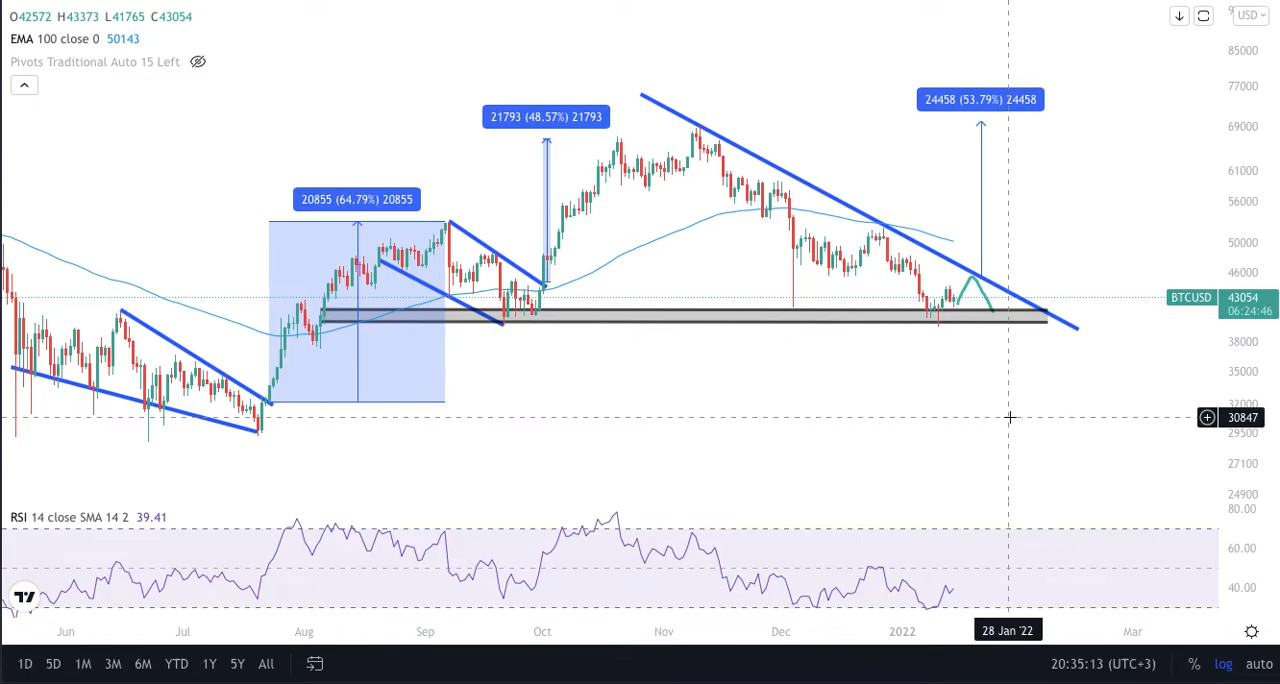 O42572 H43373 L41765 C43054
EMA 100 close 0 50143
Pivots Traditional Auto 15 Left
USD
85000
77000
69000
61000
56000
50000
46000
38000
35000
32000
29500
27100
24900
24458 (53.79%) 24458
21793 (48.57%) 21793
20855 (64.79%) 20855
BTCUSD 43054
06:24:46
30847
RSI 14 close SMA 14 2 39.41
80.00
60.00
40.00
Jun Jul Aug Sep Oct Nov Dec 2022 28 Jan '22 Mar
1D 5D 1M 3M 6M YTD 1Y 5Y All 20:35:13 (UTC+3) % log auto